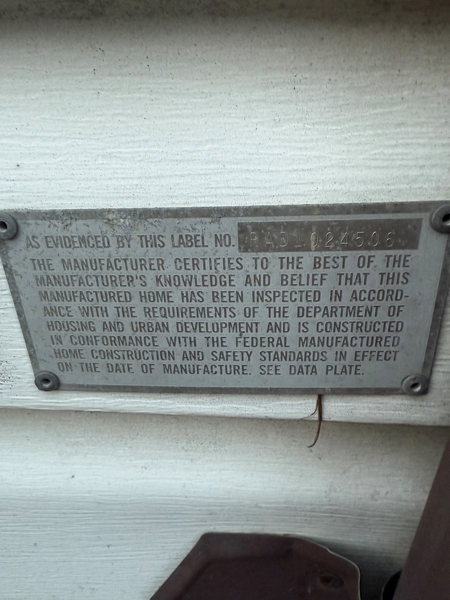 AS EVIDENCED BY THIS LABEL NO. 024506
THE MANUFACTURER CERTIFIES TO THE BEST OF THE
MANUFACTURER'S KNOWLEDGE AND BELIEF THAT THIS
MANUFACTURED HOME HAS BEEN INSPECTED IN ACCORD-
ANCE WITH THE REQUIREMENTS OF THE DEPARTMENT OF
HOUSING AND URBAN DEVELOPMENT AND IS CONSTRUCTED
IN CONFORMANCE WITH THE FEDERAL MANUFACTURED
HOME CONSTRUCTION AND SAFETY STANDARDS IN EFFECT
ON THE DATE OF MANUFACTURE. SEE DATA PLATE.